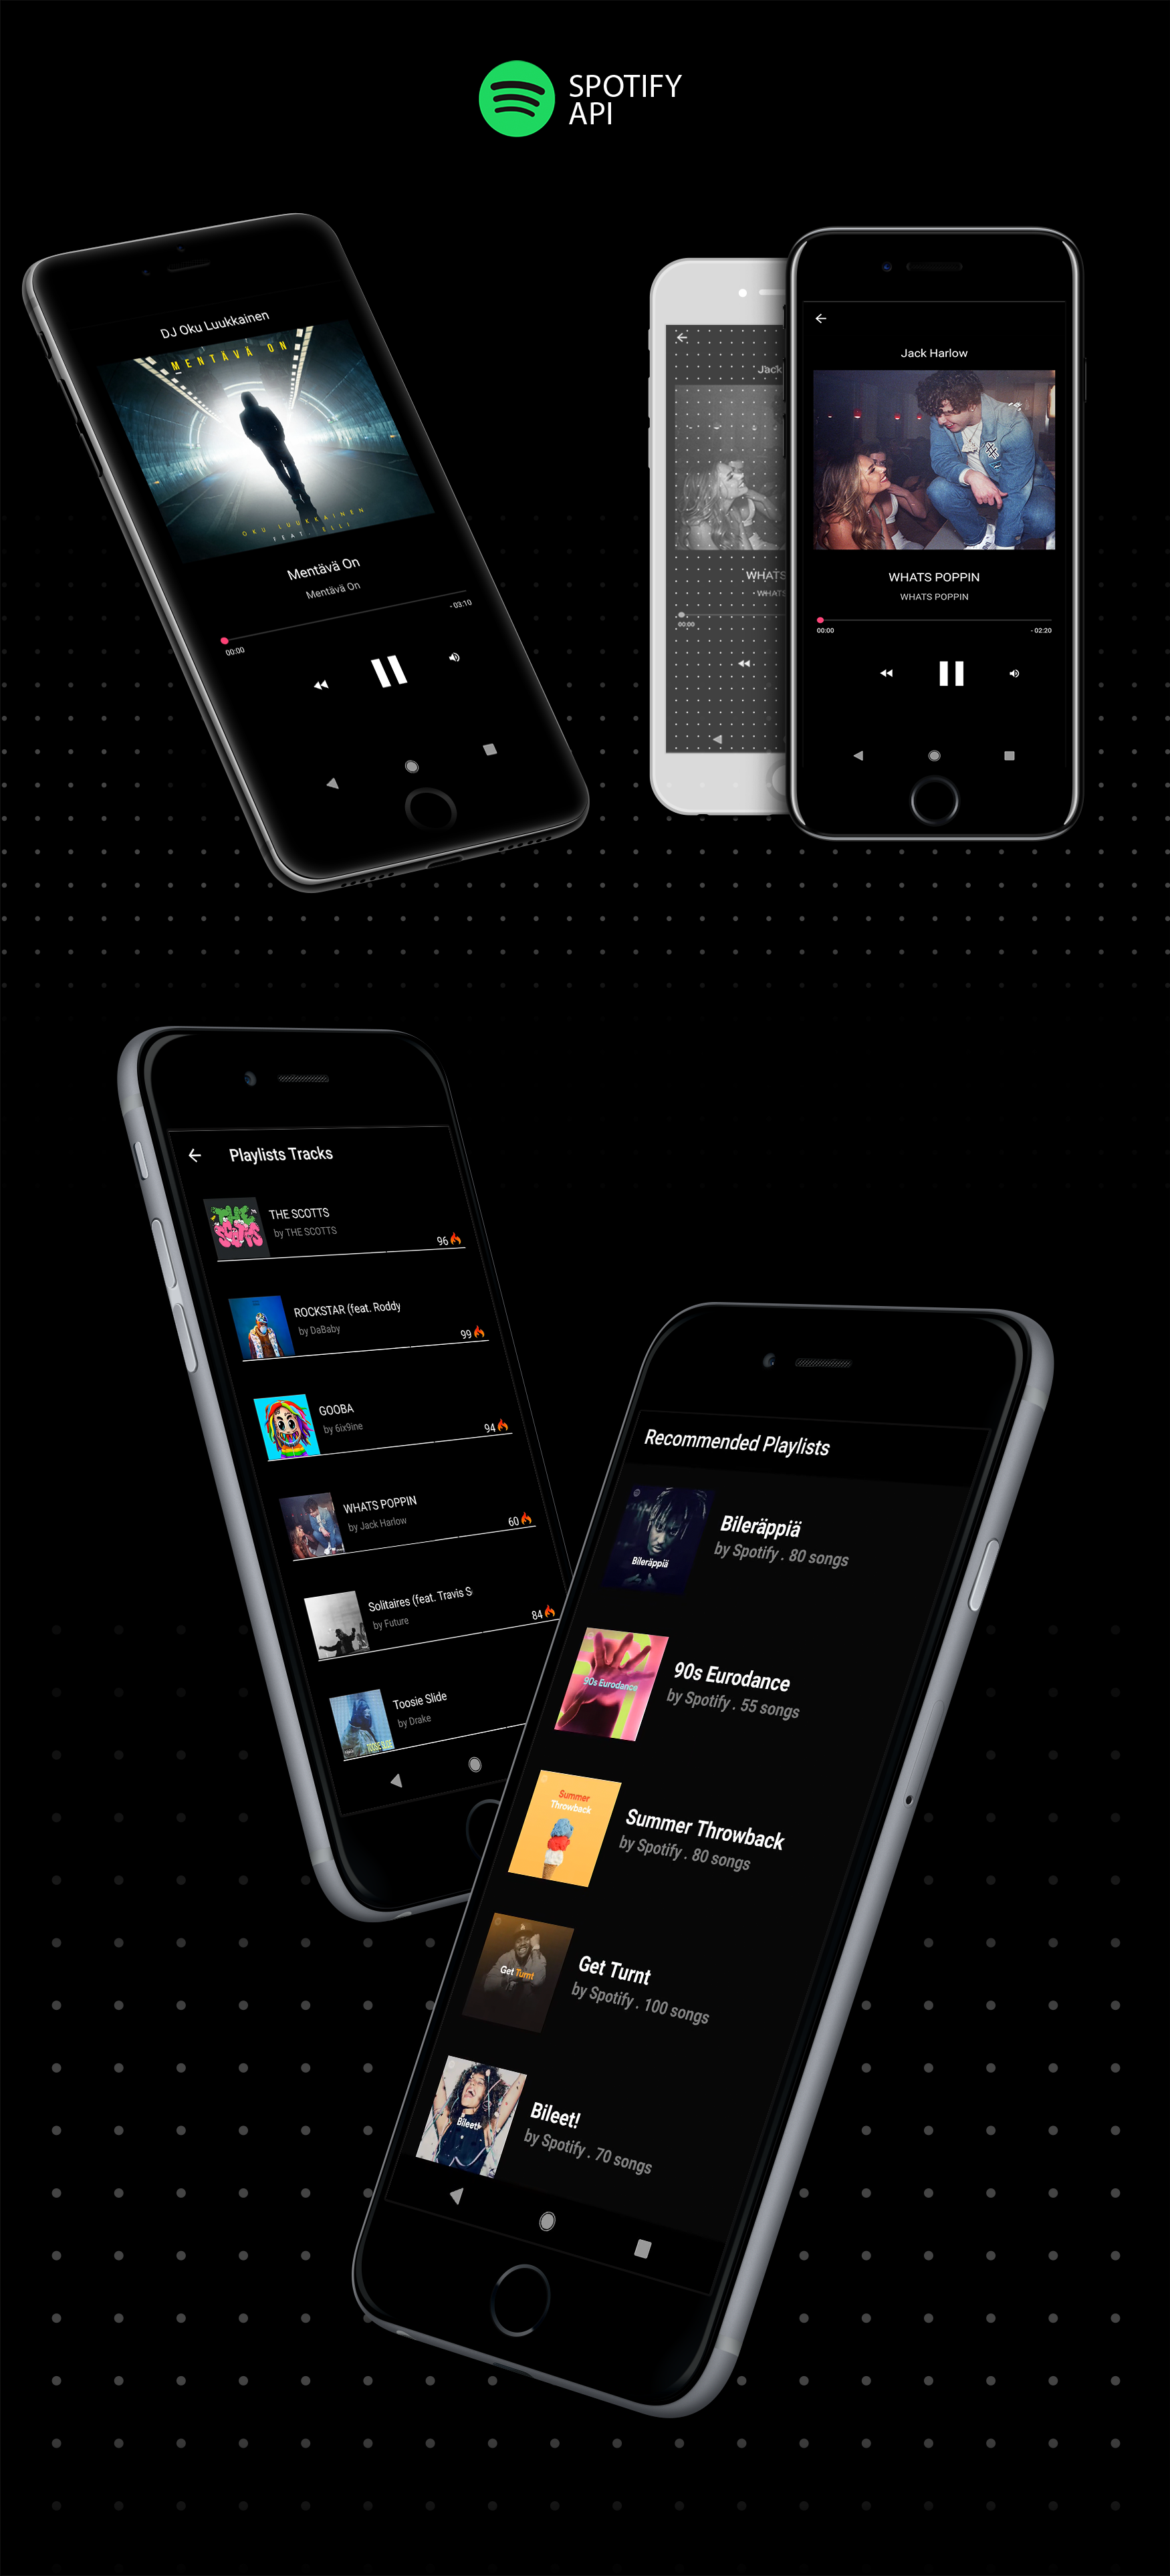 SPOTIFY
API
DJ Oku Luukkainen
MENTÄVÄ ON
OKU LUUKKAINEN
FEAT. ELLI
Mentävä On
Mentävä On
- 03:10
00:00
Jack
WHATS
WHATS
00:00
Jack Harlow
WHATS POPPIN
WHATS POPPIN
00:00
- 02:20
Playlists Tracks
THE SCOTTS
THE SCOTTS
by THE SCOTTS
96
ROCKSTAR (feat. Roddy
by DaBaby
99
GOOBA
by 6ix9ine
94
WHATS POPPIN
by Jack Harlow
60
Solitaires (feat. Travis S
by Future
84
Toosie Slide
by Drake
TOOSIE SLIDE
Recommended Playlists
Bileräppiä
Bileräppiä
by Spotify . 80 songs
90s Eurodance
90s Eurodance
by Spotify . 55 songs
Summer
Throwback
Summer Throwback
by Spotify . 80 songs
Get Turnt
Get Turnt
by Spotify . 100 songs
Bileet!
Bileet!
by Spotify . 70 songs